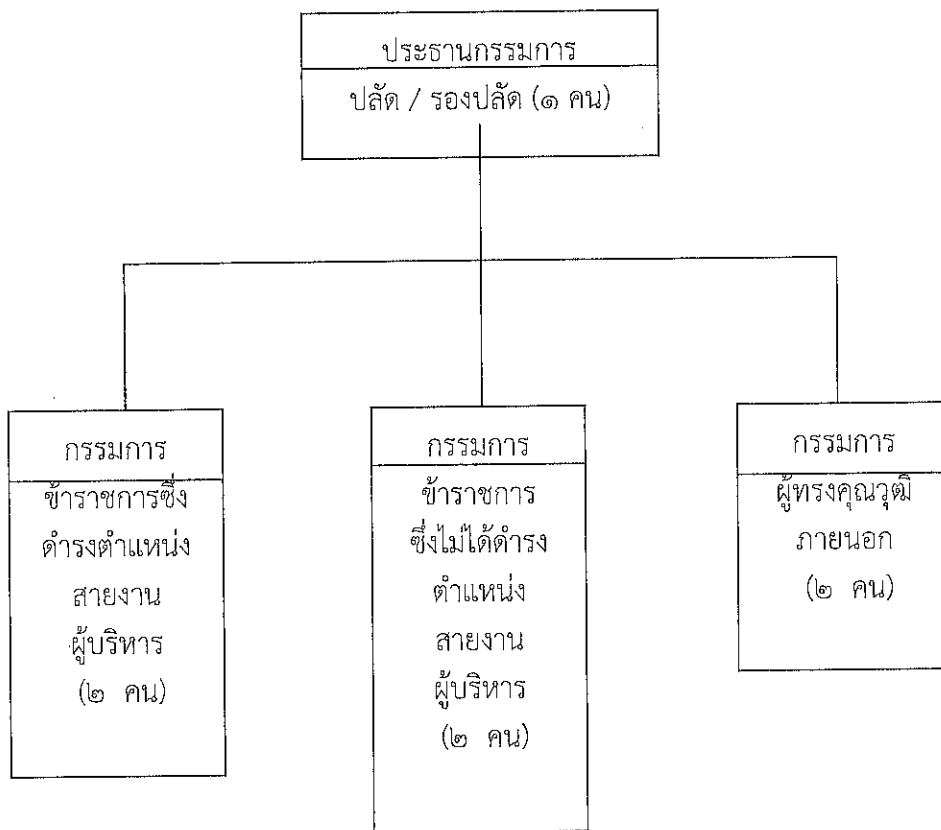 ประธานกรรมการ
ปลัด / รองปลัด (๑ คน)
กรรมการ
ข้าราชการซึ่ง
ดำรงตำแหน่ง
สายงาน
ผู้บริหาร
(๒ คน)
กรรมการ
ข้าราชการ
ซึ่งไม่ได้ดำรง
ตำแหน่ง
สายงาน
ผู้บริหาร
(๒ คน)
กรรมการ
ผู้ทรงคุณวุฒิ
ภายนอก
(๒ คน)